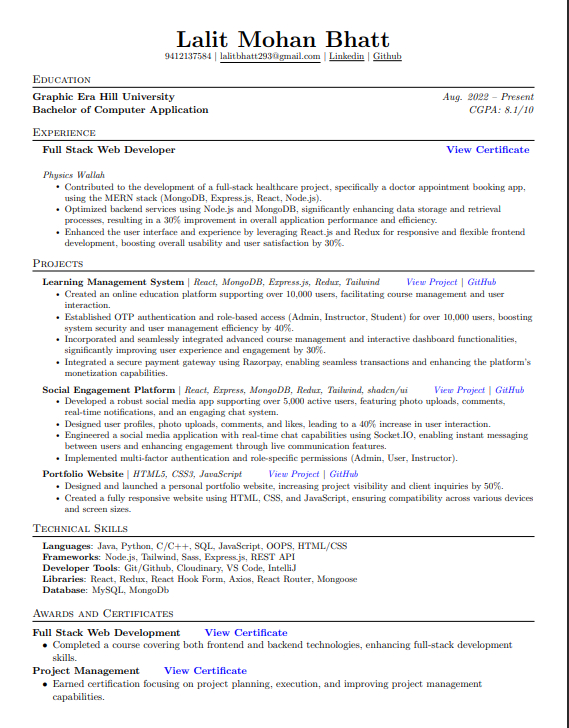 Lalit Mohan Bhatt
9412137584 | lalitbhatt293@gmail.com | Linkedin | Github
Education
Graphic Era Hill University Aug. 2022 – Present
Bachelor of Computer Application CGPA: 8.1/10
Experience
Full Stack Web Developer View Certificate
Physics Wallah
• Contributed to the development of a full-stack healthcare project, specifically a doctor appointment booking app,
using the MERN stack (MongoDB, Express.js, React, Node.js).
• Optimized backend services using Node.js and MongoDB, significantly enhancing data storage and retrieval
processes, resulting in a 30% improvement in overall application performance and efficiency.
• Enhanced the user interface and experience by leveraging React.js and Redux for responsive and flexible frontend
development, boosting overall usability and user satisfaction by 30%.
Projects
Learning Management System | React, MongoDB, Express.js, Redux, Tailwind View Project | GitHub
• Created an online education platform supporting over 10,000 users, facilitating course management and user
interaction.
• Established OTP authentication and role-based access (Admin, Instructor, Student) for over 10,000 users, boosting
system security and user management efficiency by 40%.
• Incorporated and seamlessly integrated advanced course management and interactive dashboard functionalities,
significantly improving user experience and engagement by 30%.
• Integrated a secure payment gateway using Razorpay, enabling seamless transactions and enhancing the platform's
monetization capabilities.
Social Engagement Platform | React, Express, MongoDB, Redux, Tailwind, shadcn/ui View Project | GitHub
• Developed a robust social media app supporting over 5,000 active users, featuring photo uploads, comments,
real-time notifications, and an engaging chat system.
• Designed user profiles, photo uploads, comments, and likes, leading to a 40% increase in user interaction.
• Engineered a social media application with real-time chat capabilities using Socket.IO, enabling instant messaging
between users and enhancing engagement through live communication features.
• Implemented multi-factor authentication and role-specific permissions (Admin, User, Instructor).
Portfolio Website | HTML5, CSS3, JavaScript View Project | GitHub
• Designed and launched a personal portfolio website, increasing project visibility and client inquiries by 50%.
• Created a fully responsive website using HTML, CSS, and JavaScript, ensuring compatibility across various devices
and screen sizes.
Technical Skills
Languages: Java, Python, C/C++, SQL, JavaScript, OOPS, HTML/CSS
Frameworks: Node.js, Tailwind, Sass, Express.js, REST API
Developer Tools: Git/Github, Cloudinary, VS Code, IntelliJ
Libraries: React, Redux, React Hook Form, Axios, React Router, Mongoose
Database: MySQL, MongoDb
Awards and Certificates
Full Stack Web Development View Certificate
• Completed a course covering both frontend and backend technologies, enhancing full-stack development
skills.
Project Management View Certificate
• Earned certification focusing on project planning, execution, and improving project management
capabilities.